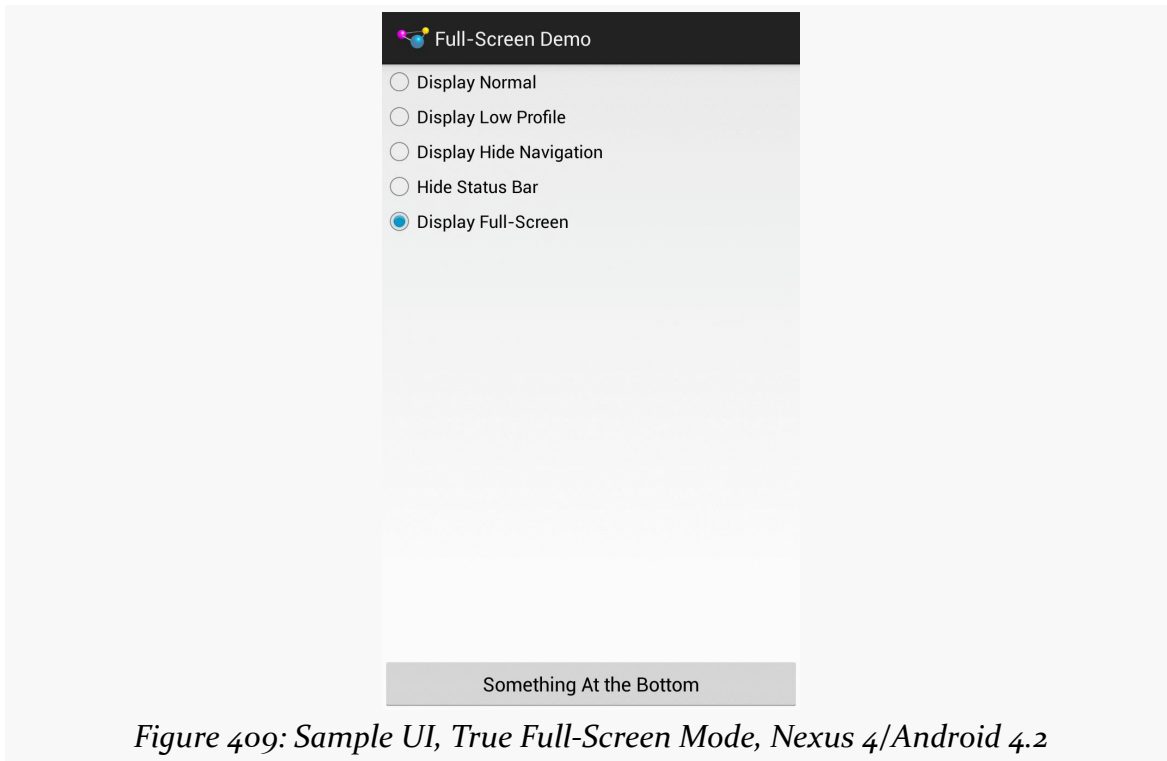 Full-Screen Demo
Display Normal
Display Low Profile
Display Hide Navigation
Hide Status Bar
Display Full-Screen
Something At the Bottom
Figure 409: Sample UI, True Full-Screen Mode, Nexus 4/Android 4.2